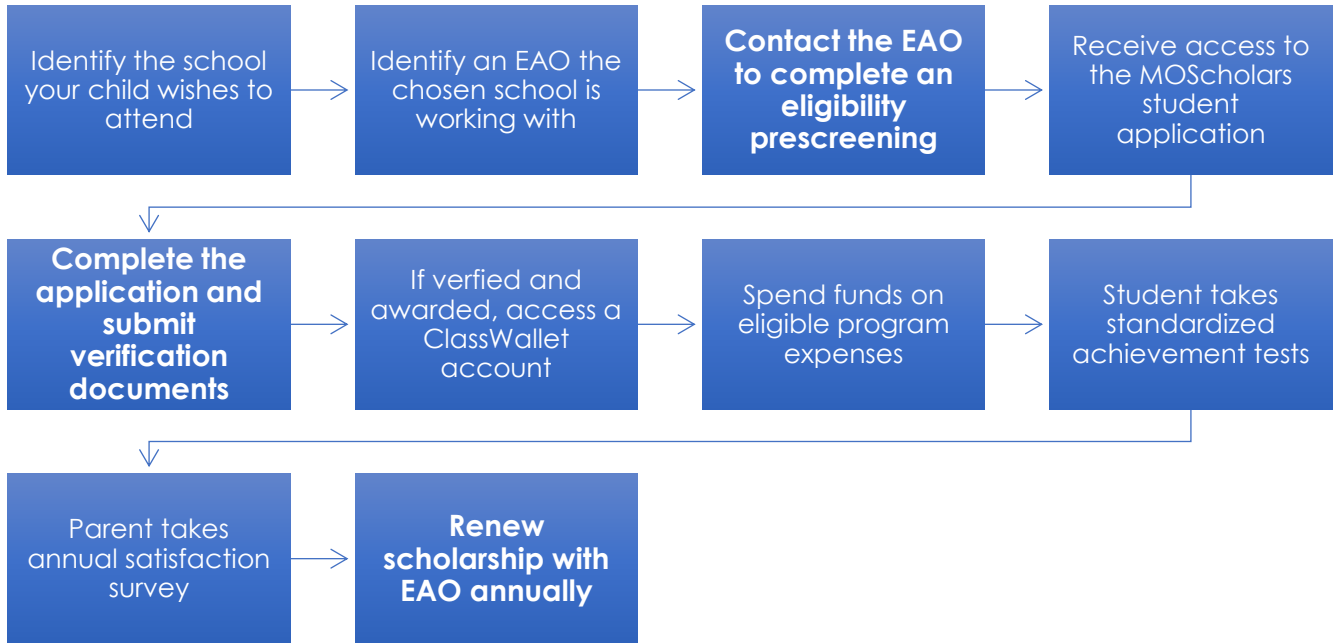 Identify the school
your child wishes to
attend
Identify an EAO the
chosen school is
working with
Contact the EAO
to complete an
eligibility
prescreening
Receive access to
the MOScholars
student
application
Complete the
application and
submit
verification
documents
If verfied and
awarded, access a
ClassWallet
account
Spend funds on
eligible program
expenses
Student takes
standardized
achievement tests
Parent takes
annual satisfaction
survey
Renew
scholarship with
EAO annually